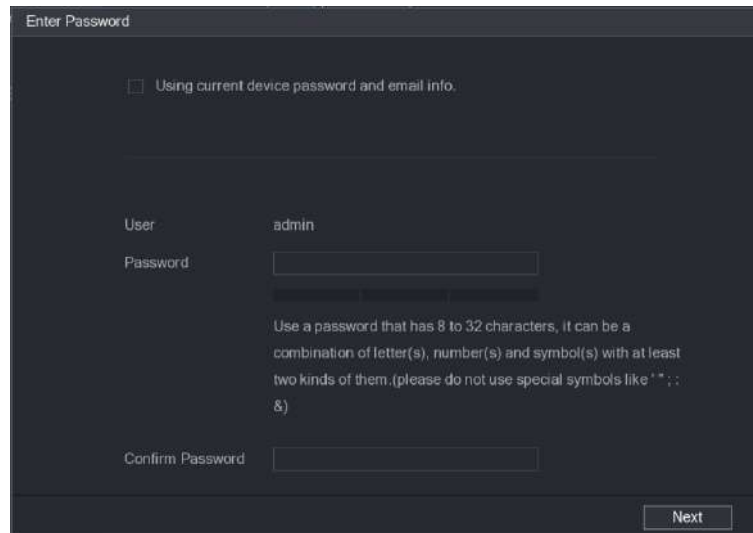 Enter Password
Using current device password and email info.
User admin
Password
Use a password that has 8 to 32 characters, it can be a
combination of letter(s), number(s) and symbol(s) with at least
two kinds of them.(please do not use special symbols like ' " ; :
&)
Confirm Password
Next